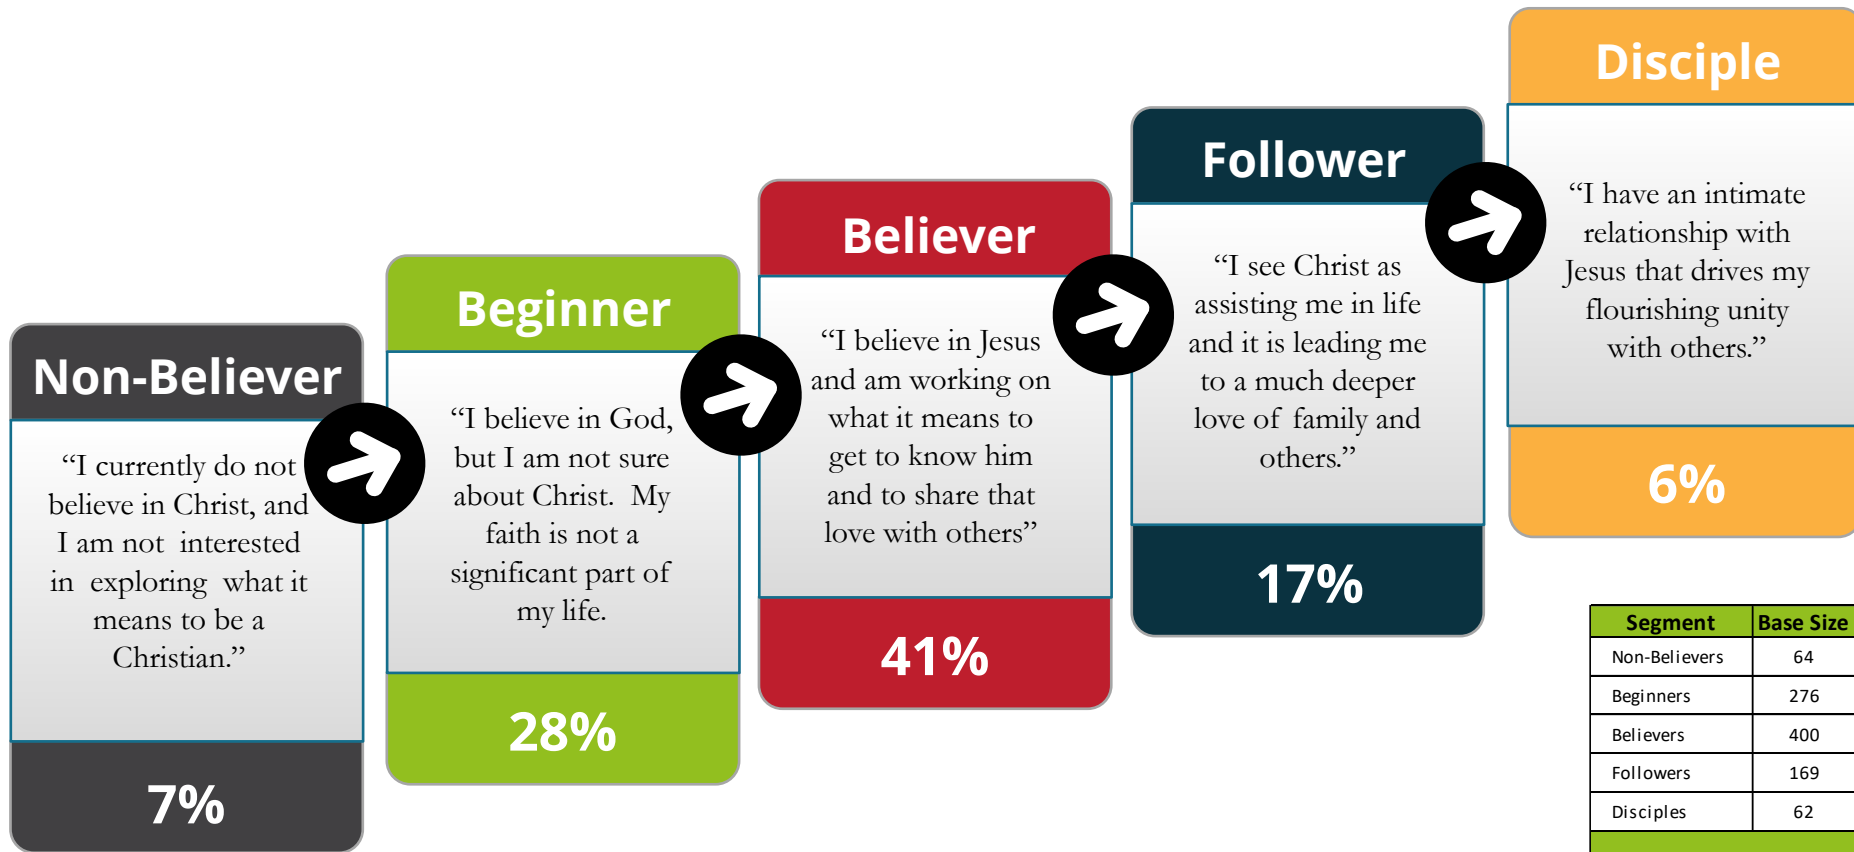 Non-Believer
“I currently do not
believe in Christ, and
I am not interested
in exploring what it
means to be a
Christian.”
7%
Beginner
“I believe in God,
but I am not sure
about Christ. My
faith is not a
significant part of
my life.
28%
Believer
“I believe in Jesus
and am working on
what it means to
get to know him
and to share that
love with others”
41%
Follower
“I see Christ as
assisting me in life
and it is leading me
to a much deeper
love of family and
others.”
17%
Disciple
“I have an intimate
relationship with
Jesus that drives my
flourishing unity
with others.”
6%
Segment Base Size
Non-Believers 64
Beginners 276
Believers 400
Followers 169
Disciples 62